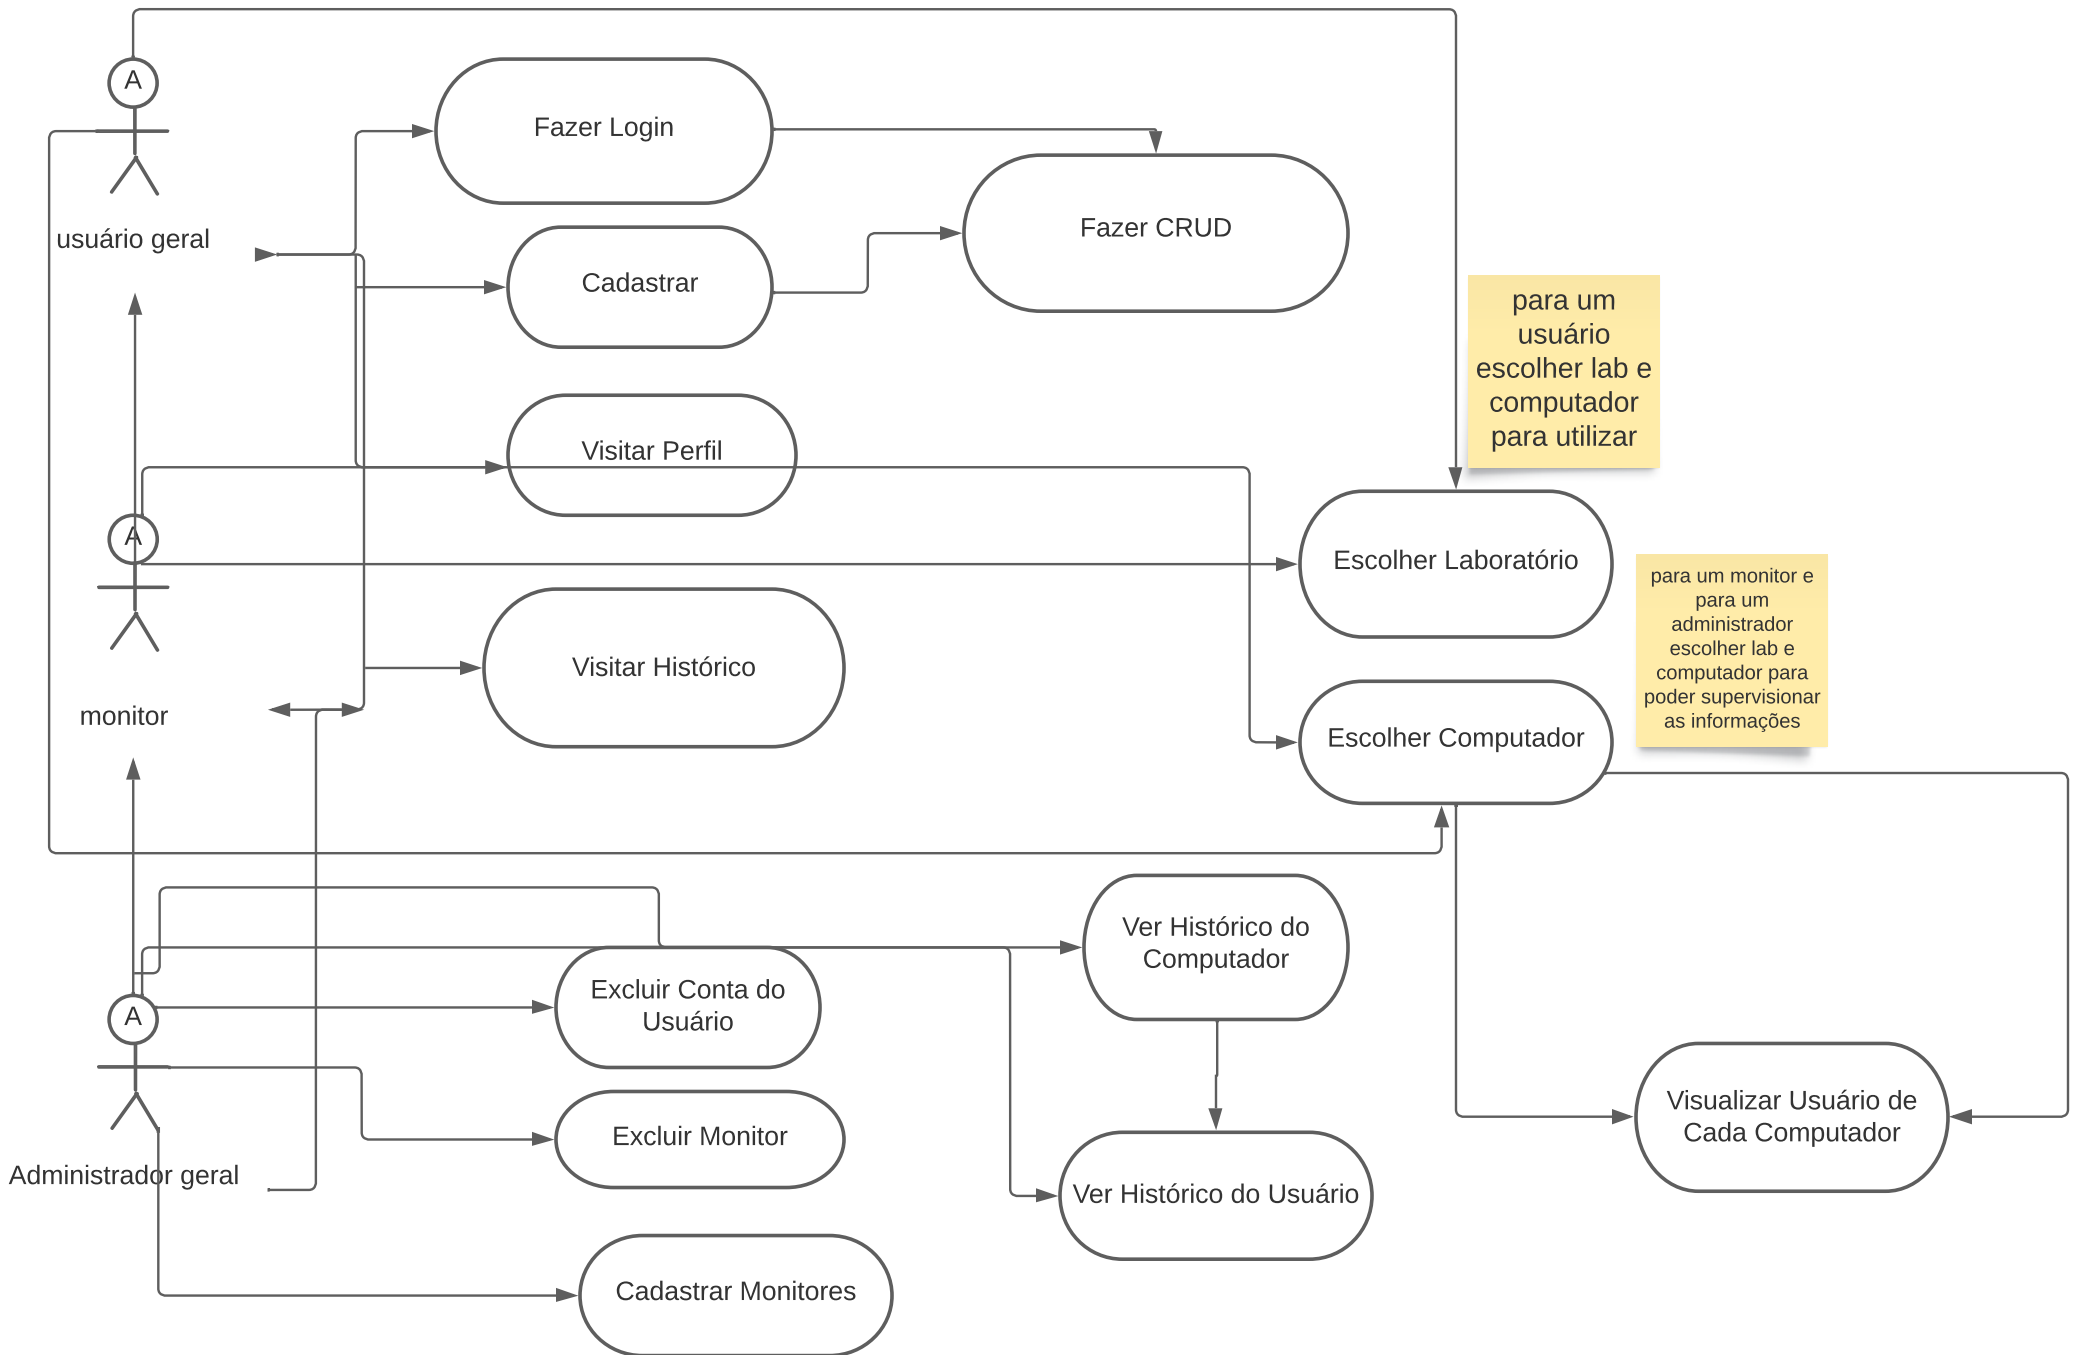 A
Fazer Login
usuário geral
Fazer CRUD
Cadastrar
para um
usuário
escolher lab e
computador
para utilizar
Visitar Perfil
A
Escolher Laboratório
para um monitor e
para um
administrador
escolher lab e
computador para
poder supervisionar
as informações
Visitar Histórico
monitor
Escolher Computador
Ver Histórico do
Computador
A
Excluir Conta do
Usuário
Excluir Monitor
Visualizar Usuário de
Cada Computador
Administrador geral
Ver Histórico do Usuário
Cadastrar Monitores